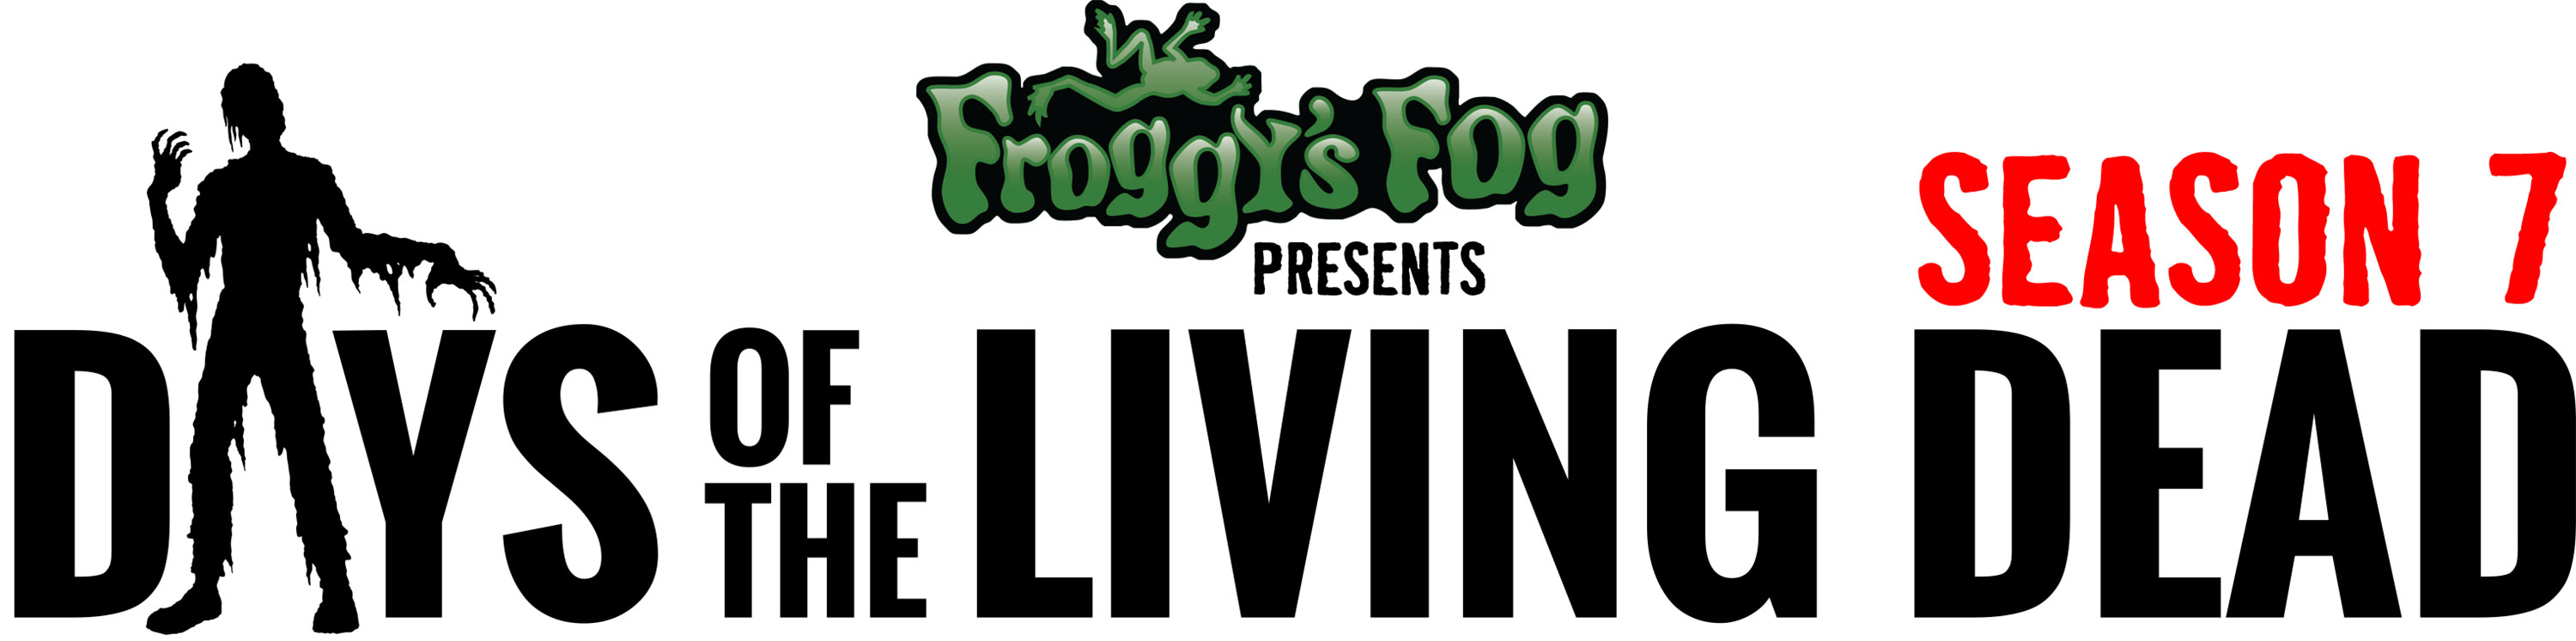 Froggy's Fog
PRESENTS
SEASON 7
DAYS OF THE LIVING DEAD